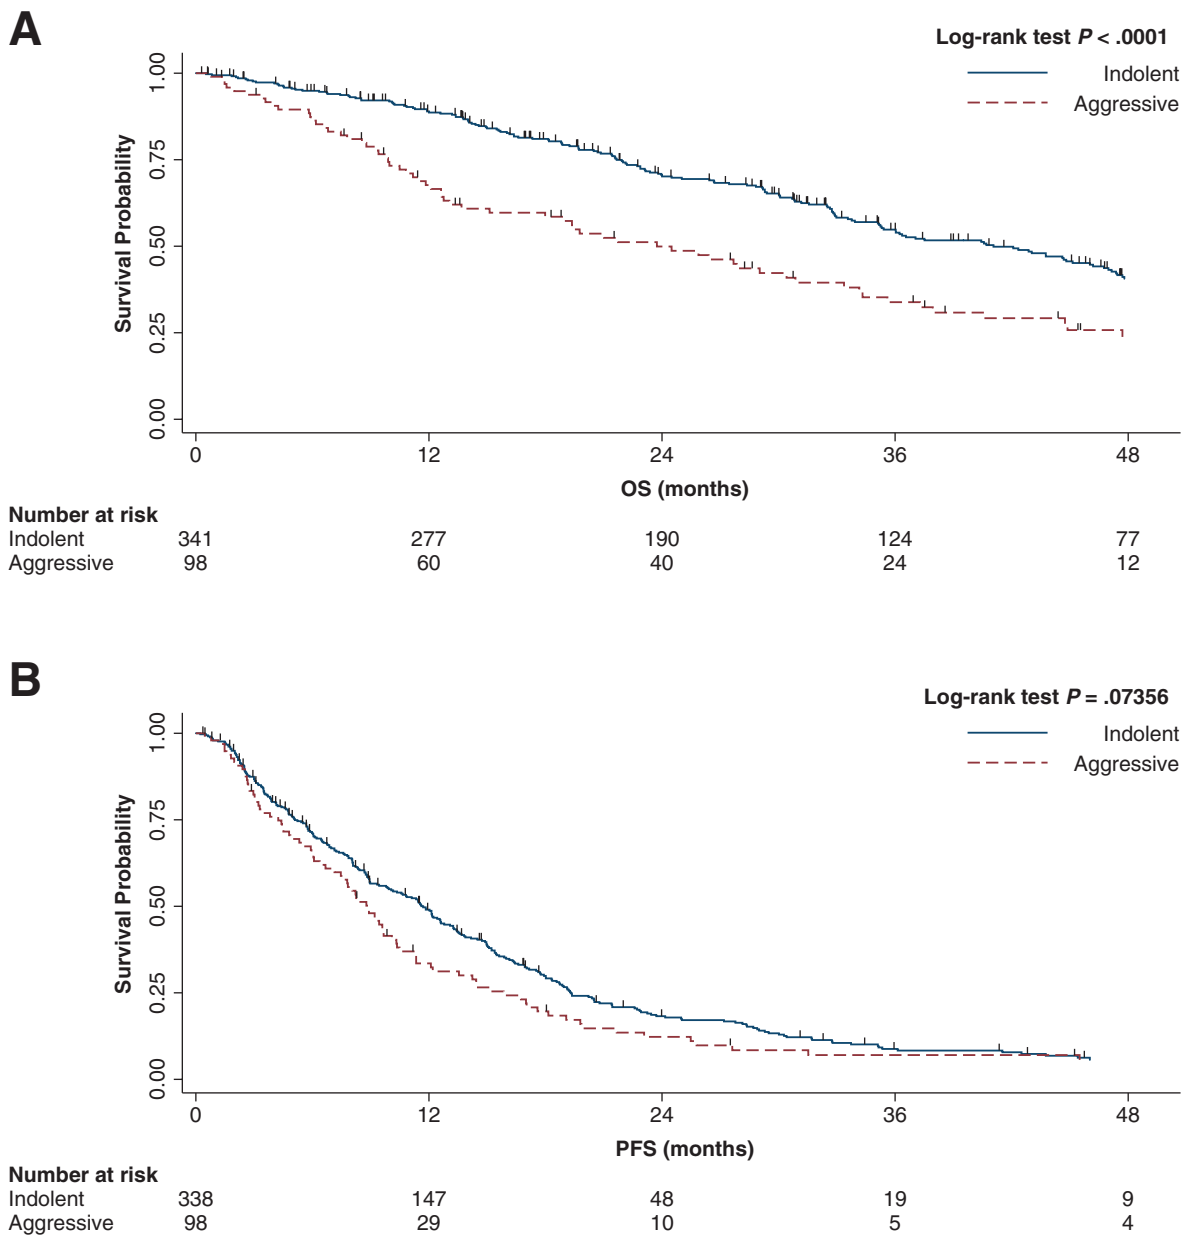 A
Log-rank test P < .0001
Indolent
Aggressive
Survival Probability
1.00
0.75
0.50
0.25
0.00
0 12 24 36 48
OS (months)
Number at risk
Indolent 341 277 190 124 77
Aggressive 98 60 40 24 12
B
Log-rank test P = .07356
Indolent
Aggressive
Survival Probability
1.00
0.75
0.50
0.25
0.00
0 12 24 36 48
PFS (months)
Number at risk
Indolent 338 147 48 19 9
Aggressive 98 29 10 5 4